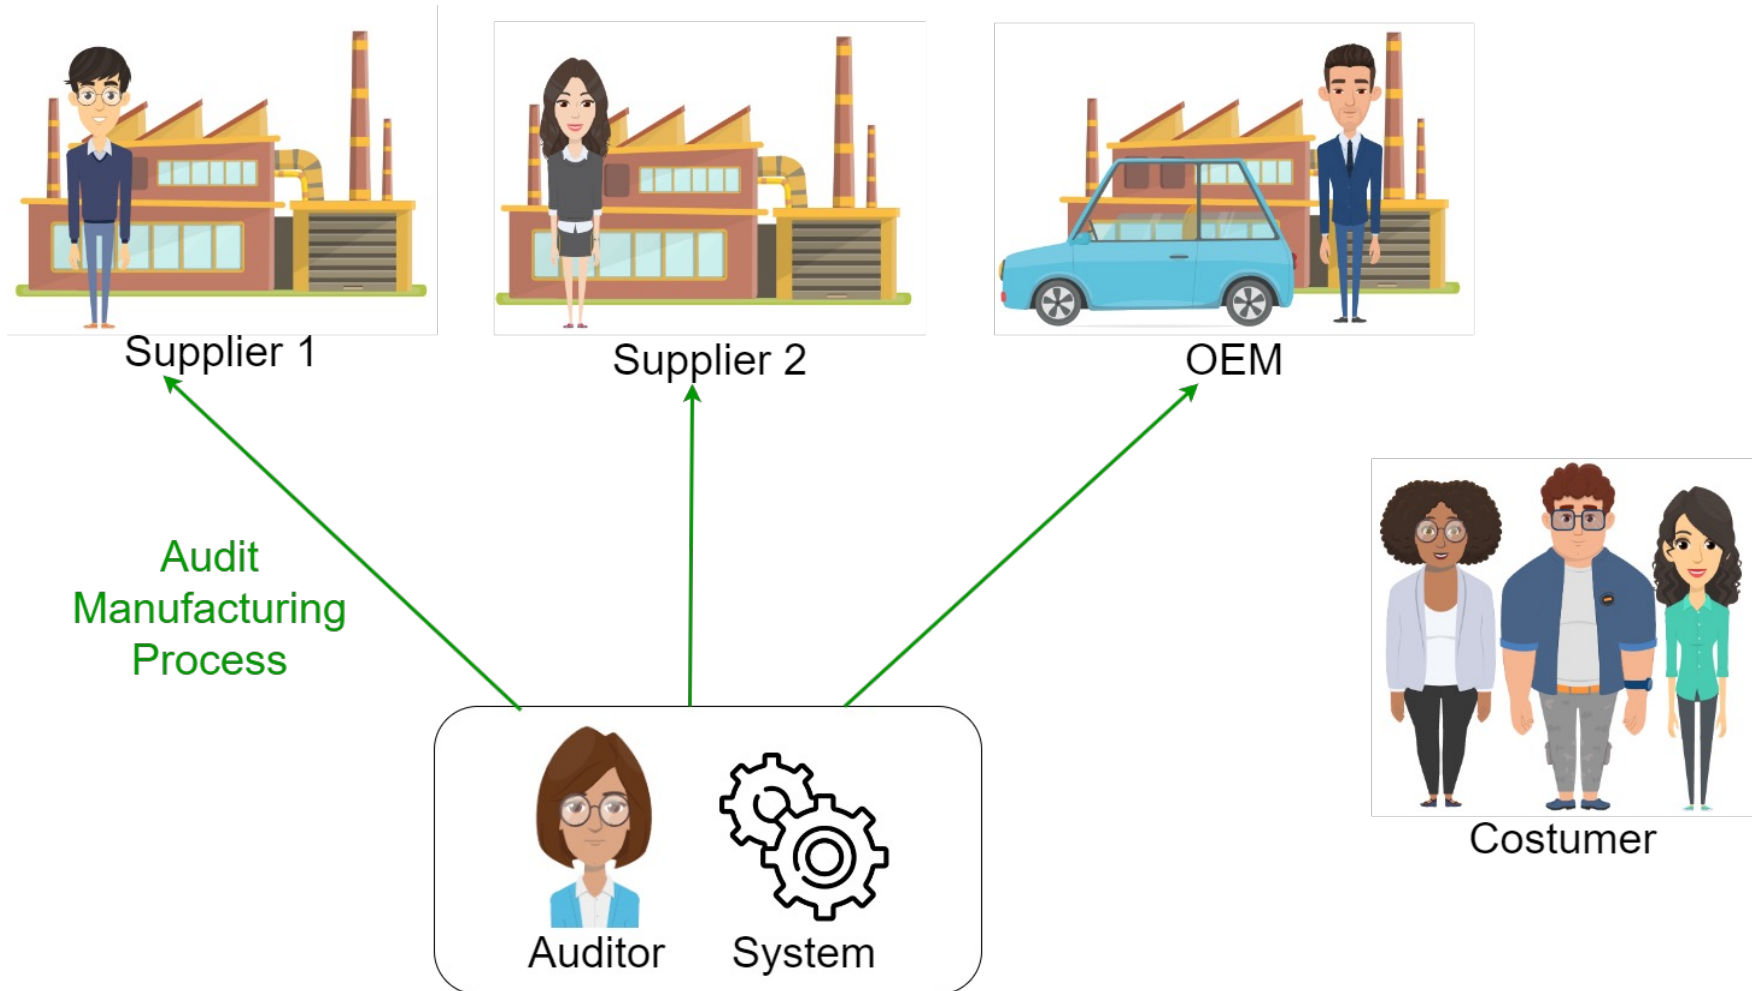 Supplier 1
Supplier 2
OEM
Audit
Manufacturing
Process
Costumer
Auditor
System